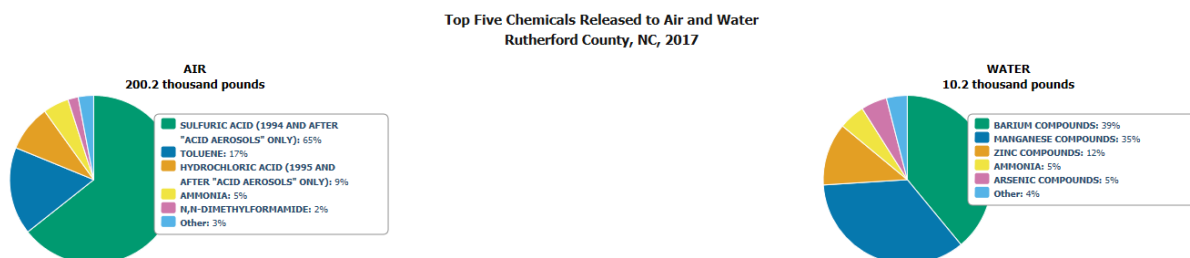 Top Five Chemicals Released to Air and Water
Rutherford County, NC, 2017
AIR
200.2 thousand pounds
SULFURIC ACID (1994 AND AFTER
"ACID AEROSOLS" ONLY): 65%
TOLUENE: 17%
HYDROCHLORIC ACID (1995 AND
AFTER "ACID AEROSOLS" ONLY): 9%
AMMONIA: 5%
N,N-DIMETHYLFORMAMIDE: 2%
Other: 3%
WATER
10.2 thousand pounds
BARIUM COMPOUNDS: 39%
MANGANESE COMPOUNDS: 35%
ZINC COMPOUNDS: 12%
AMMONIA: 5%
ARSENIC COMPOUNDS: 5%
Other: 4%